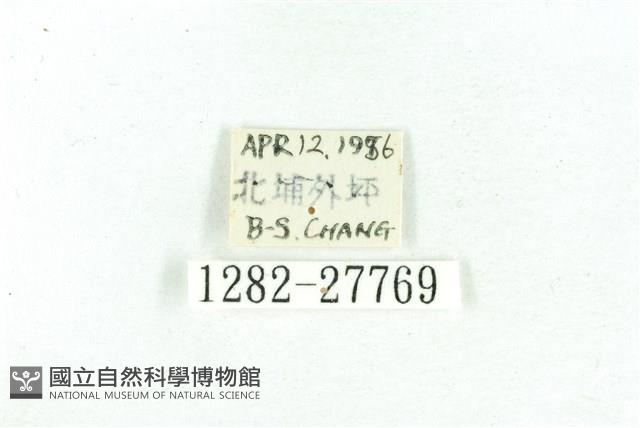 APR 12, 1986
北埔外坪
B-S. CHANG
1282-27769
國立自然科學博物館
NATIONAL MUSEUM OF NATURAL SCIENCE